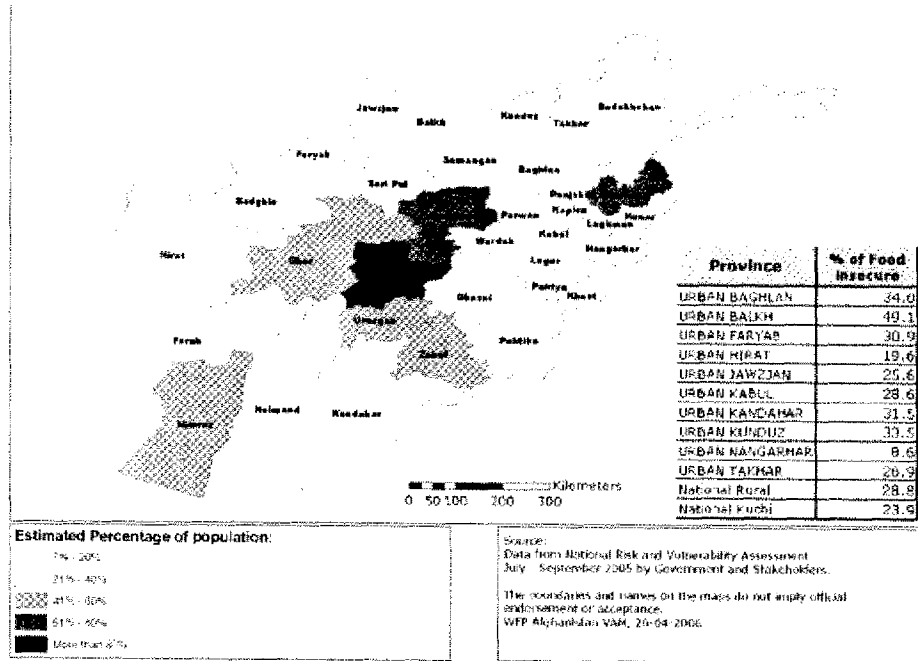 Jawzjan
Balkh
Kunduz
Takhar
Badakhshan
Faryab
Samangan
Baghlan
Sari Pul
Badghis
Panjshir
Kapisa
Parwan
Laghman
Kunar
Wardak
Kabul
Nangarhar
Hirat
Ghor
Logar
Paktya
Khost
Ghazni
Uruzgan
Farah
Zabul
Paktika
Nimroz
Helmand
Kandahar
Kilometers
0 50 100 200 300
Province % of Food Insecure
URBAN BAGHLAN 34.0
URBAN BALKH 49.1
URBAN FARYAB 30.9
URBAN HIRAT 19.6
URBAN JAWZJAN 25.6
URBAN KABUL 28.6
URBAN KANDAHAR 31.5
URBAN KUNDUZ 33.5
URBAN NANGARHAR 8.6
URBAN TAKHAR 26.9
National Rural 28.8
National Kuchi 23.9
Estimated Percentage of population:
7% - 20%
21% - 40%
41% - 60%
61% - 80%
More than
Source:
Data from National Risk and Vulnerability Assessment
July - September 2005 by Government and Stakeholders.
The boundaries and names on the maps do not imply official
endorsement or acceptance.
WFP Afghanistan VAM, 26-04-2006